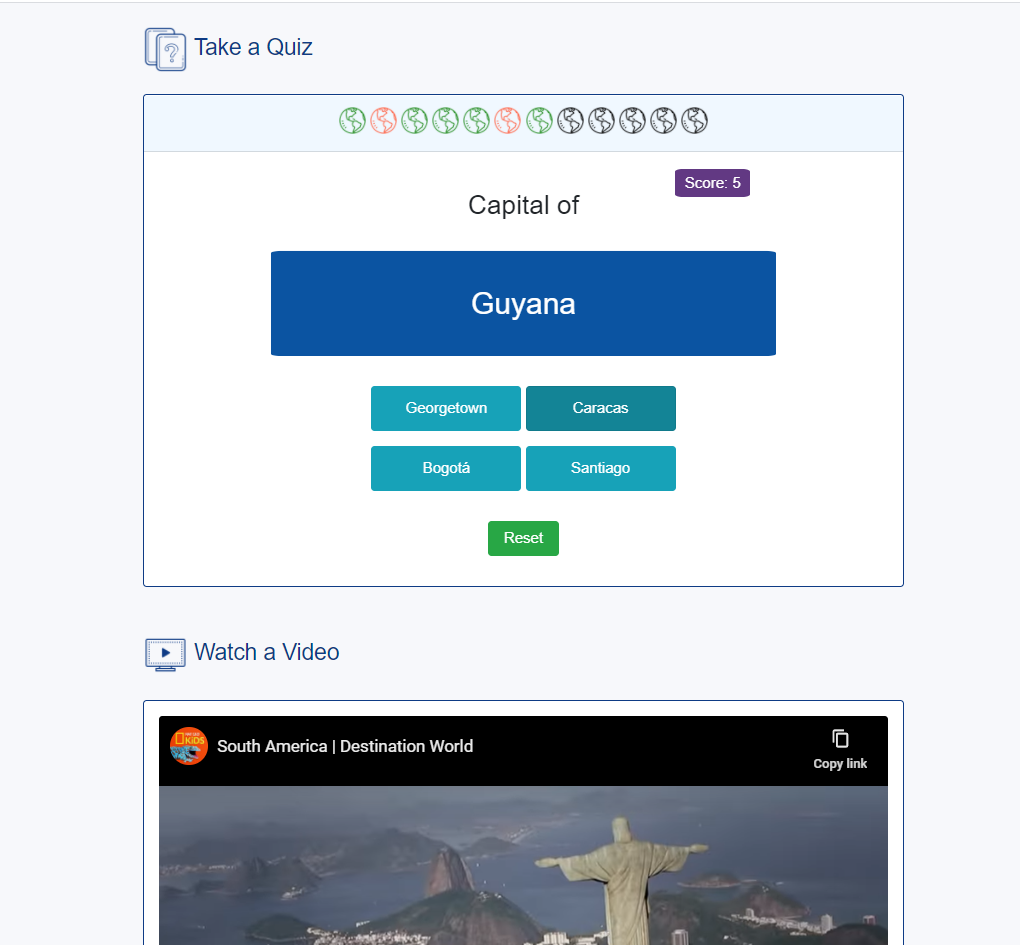 Take a Quiz
Score: 5
Capital of
Guyana
Georgetown Caracas
Bogotá Santiago
Reset
Watch a Video
KiDS
South America | Destination World
Copy link